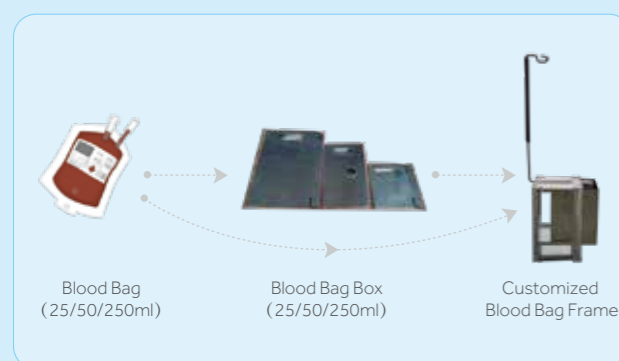 Blood Bag
(25/50/250ml)
Blood Bag Box
(25/50/250ml)
Customized
Blood Bag Frame